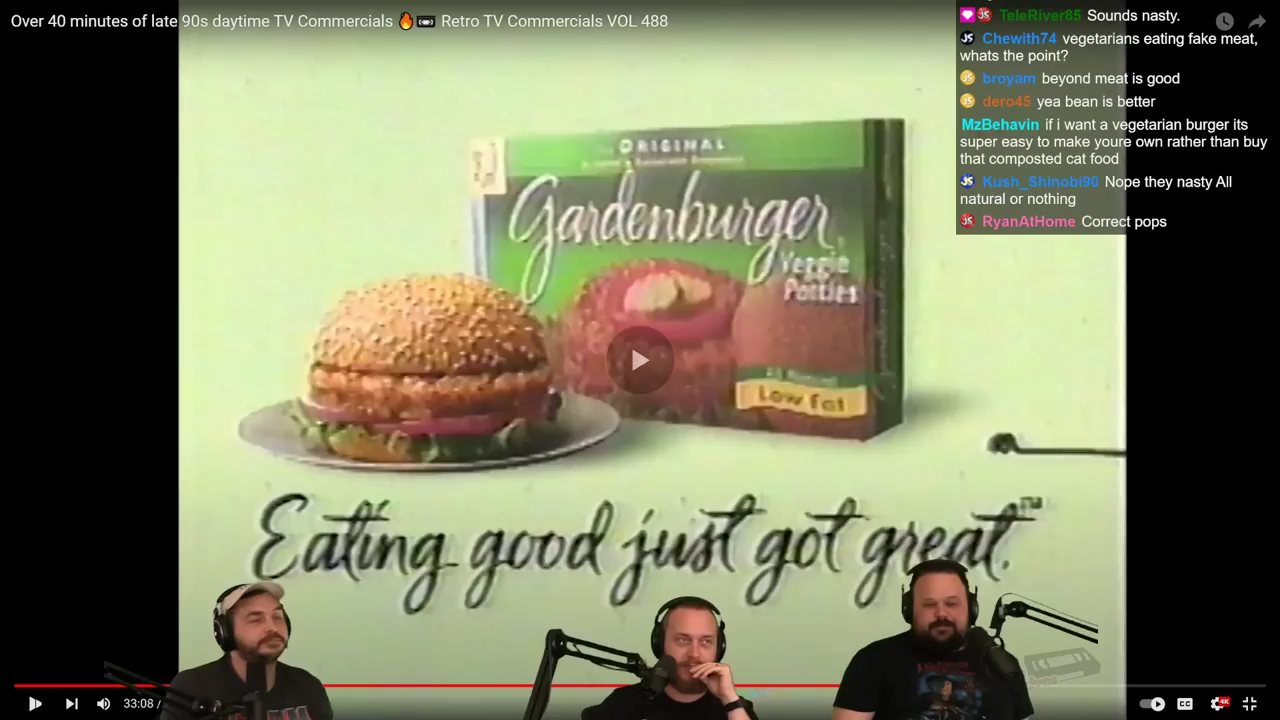 Over 40 minutes of late 90s daytime TV Commercials 🔥📼 Retro TV Commercials VOL 488
TeleRiver85 Sounds nasty.
Chewith74 vegetarians eating fake meat,
whats the point?
broyam beyond meat is good
dero45 yea bean is better
MzBehavin if i want a vegetarian burger its
super easy to make youre own rather than buy
that composted cat food
Kush_Shinobi90 Nope they nasty All
natural or nothing
RyanAtHome Correct pops
ORIGINAL
Gardenburger
Veggie
Patties
Low Fat
Eating good just got great.™
33:08 /
CC
4K